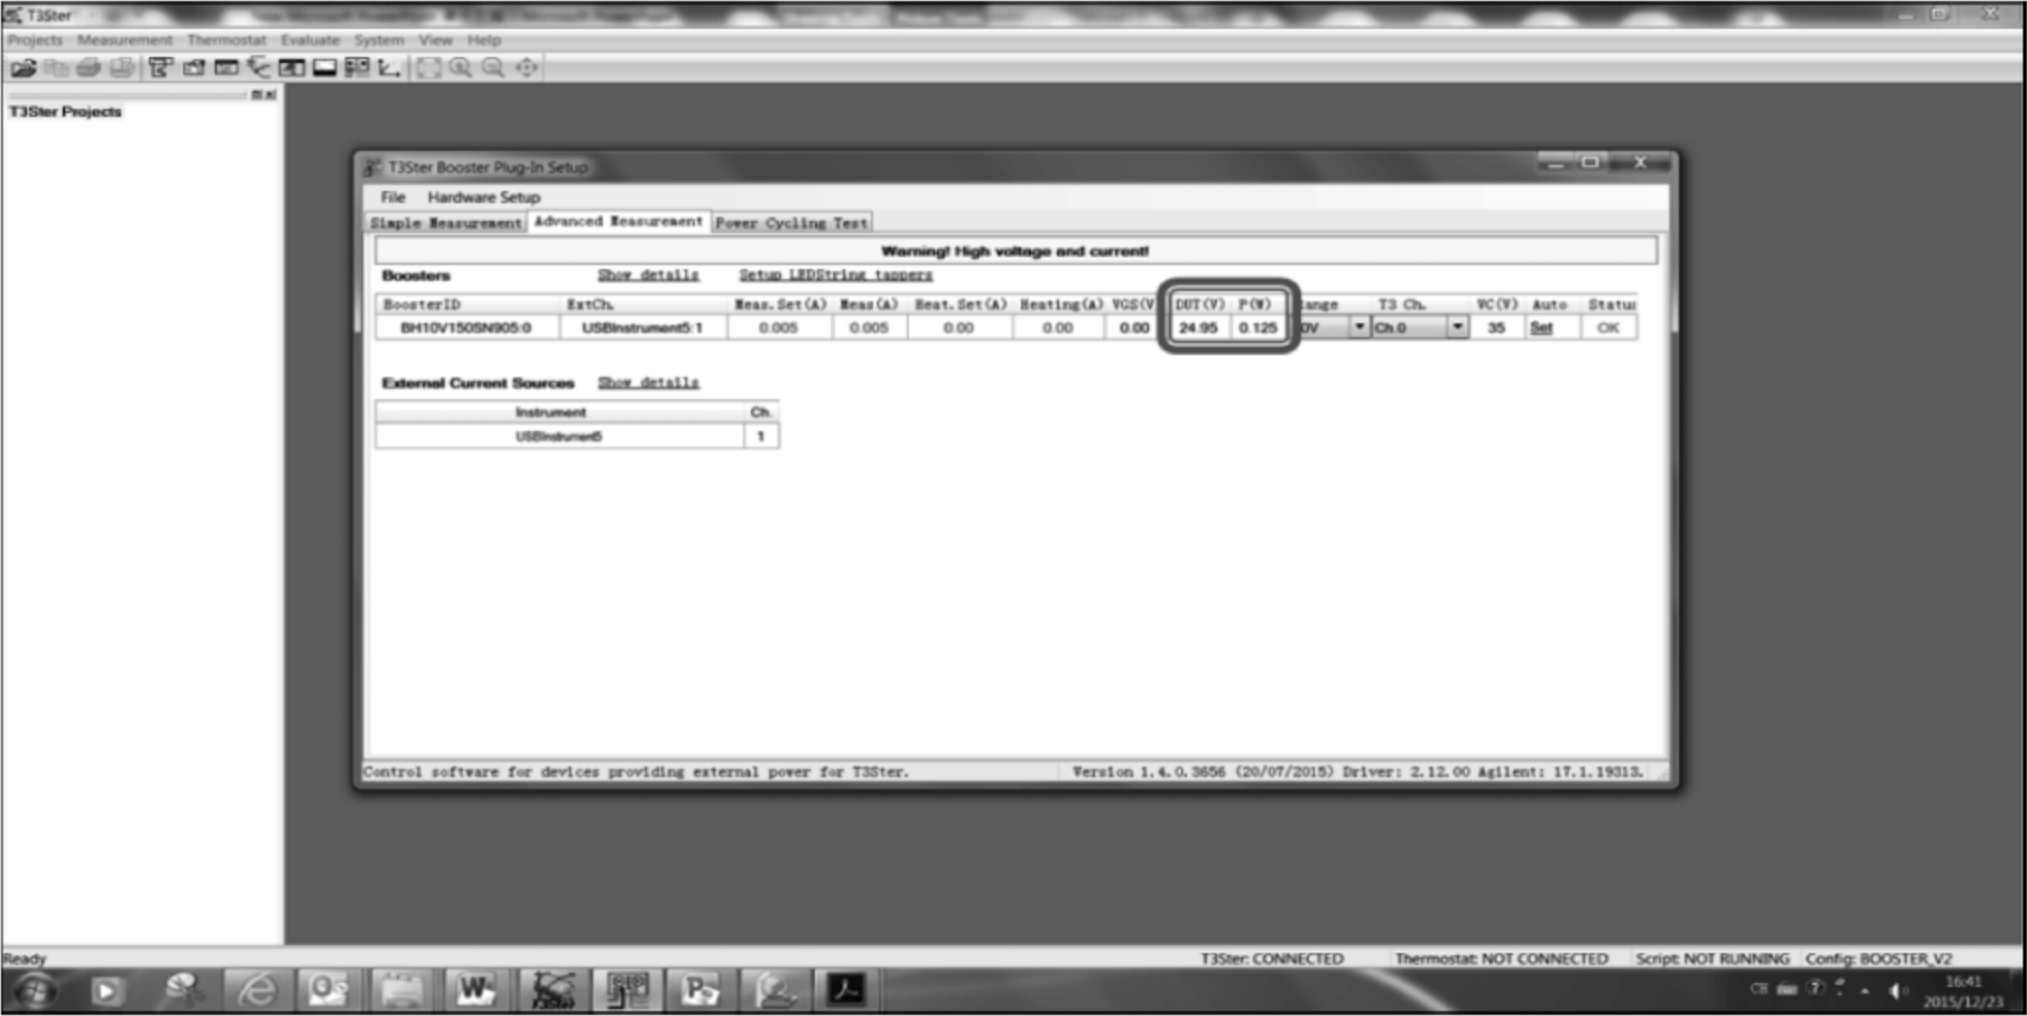 T3Ster
Projects Measurement Thermostat Evaluate System View Help
T3Ster Projects
T3Ster Booster Plug-In Setup
File Hardware Setup
Simple Measurement Advanced Measurement Power Cycling Test
Warning! High voltage and current!
Boosters Show details Setup LEDString tappers
BoosterID ExtCh. Meas.Set(A) Meas(A) Heat.Set(A) Heating(A) VGS(V DUT(V) P(W) ange T3 Ch. VC(V) Auto Statu
BH10V150SN905:0 USBInstrument5:1 0.005 0.005 0.00 0.00 0.00 24.95 0.125 0V Ch.0 35 Set OK
External Current Sources Show details
Instrument Ch.
USBInstrument5 1
Control software for devices providing external power for T3Ster. Version 1.4.0.3656 (20/07/2015) Driver: 2.12.00 Agilent: 17.1.19313.
Ready T3Ster: CONNECTED Thermostat: NOT CONNECTED Script: NOT RUNNING Config: BOOSTER_V2
T3Ster
CH 16:41
2015/12/23